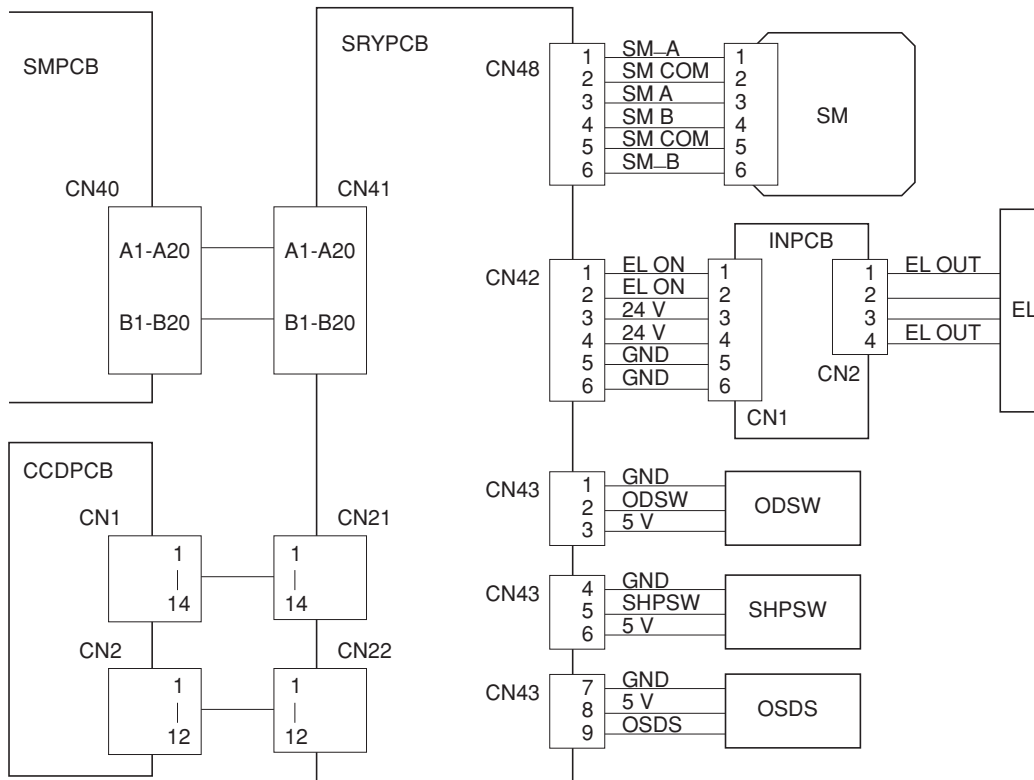 SMPCB
CN40
A1-A20
B1-B20
CCDPCB
CN1
1
14
CN2
1
12
SRYPCB
CN41
A1-A20
B1-B20
CN21
1
14
CN22
1
12
CN48
1 SM_A 1
2 SM COM 2
3 SM A 3
4 SM B 4
5 SM COM 5
6 SM_B 6
SM
CN42
INPCB
1 EL ON 1
2 EL ON 2
3 24 V 3
4 24 V 4
5 GND 5
6 GND 6
CN1
1 EL OUT
2
3
4 EL OUT
CN2
EL
CN43
1 GND
2 ODSW
3 5 V
ODSW
CN43
4 GND
5 SHPSW
6 5 V
SHPSW
CN43
7 GND
8 5 V
9 OSDS
OSDS